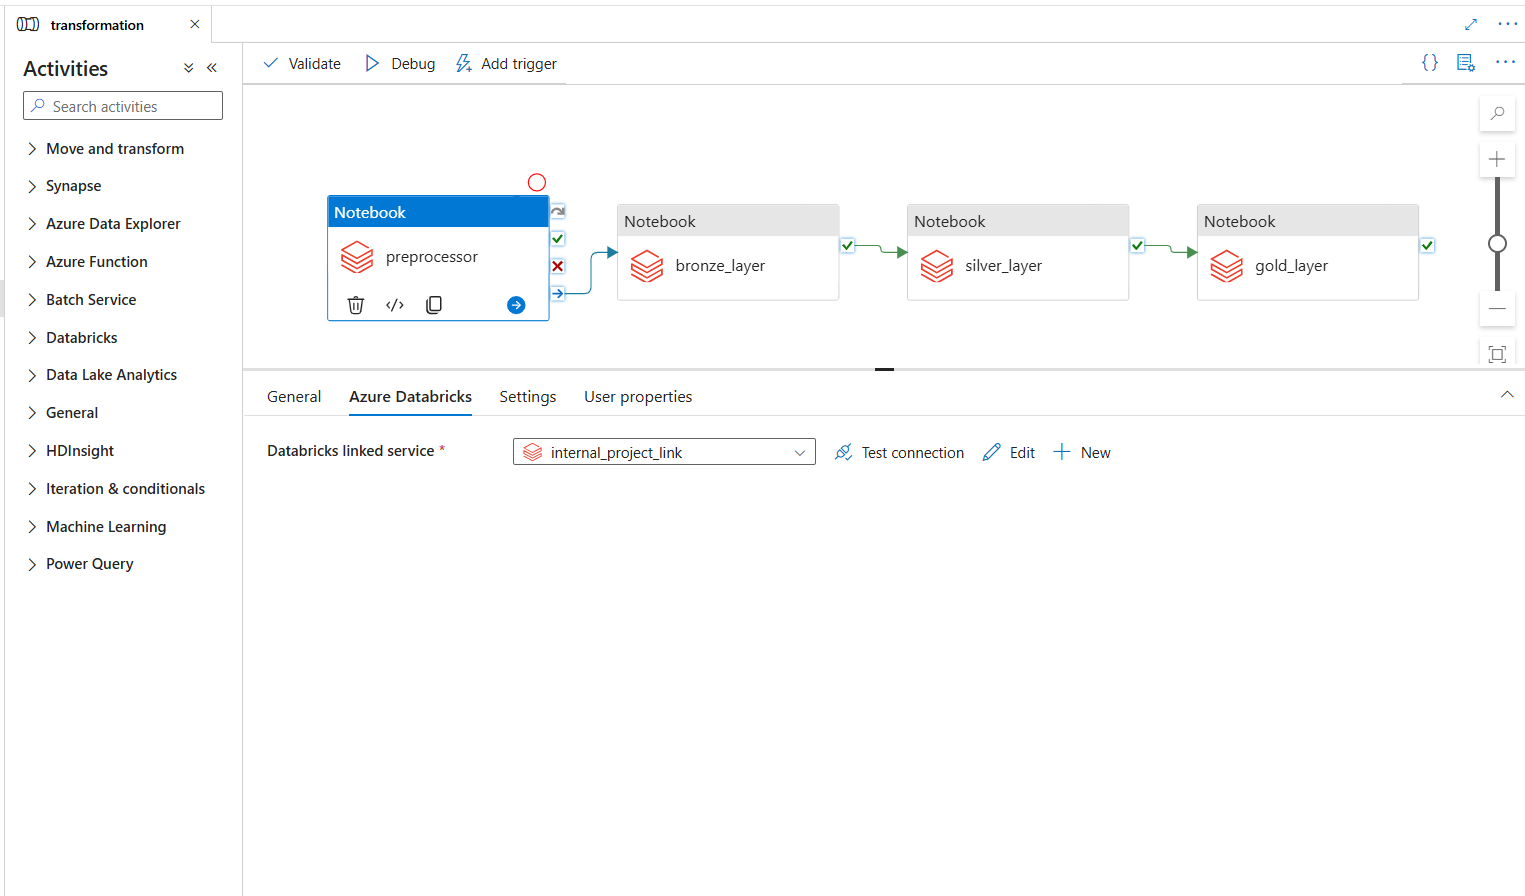 transformation
Activities
Search activities
Move and transform
Synapse
Azure Data Explorer
Azure Function
Batch Service
Databricks
Data Lake Analytics
General
HDInsight
Iteration & conditionals
Machine Learning
Power Query
Validate Debug Add trigger
Notebook
preprocessor
Notebook
bronze_layer
Notebook
silver_layer
Notebook
gold_layer
General Azure Databricks Settings User properties
Databricks linked service * internal_project_link Test connection Edit New